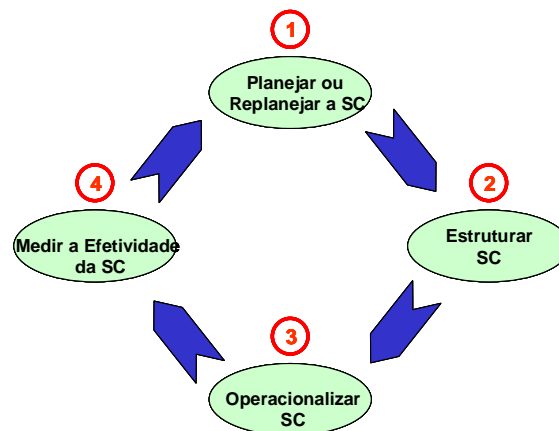 1
Planejar ou
Replanejar a SC
2
Estruturar
SC
3
Operacionalizar
SC
4
Medir a Efetividade
da SC